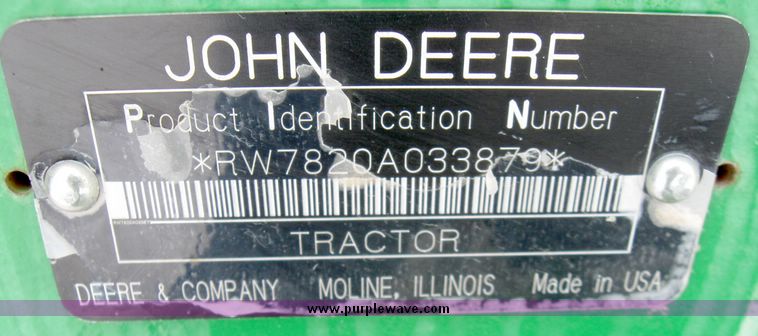 JOHN DEERE
Product Identification Number
*RW7820A033879*
TRACTOR
DEERE & COMPANY MOLINE, ILLINOIS Made in USA
www.purplewave.com